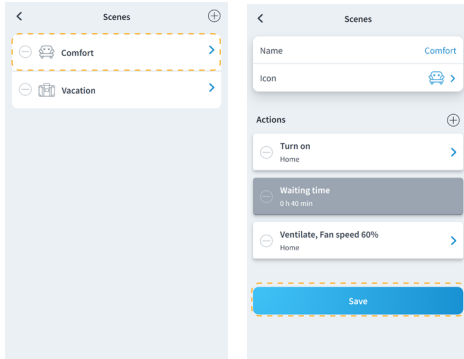 Scenes
Comfort
Vacation
Scenes
Name
Comfort
Icon
Actions
Turn on
Home
Waiting time
0 h 40 min
Ventilate, Fan speed 60%
Home
Save